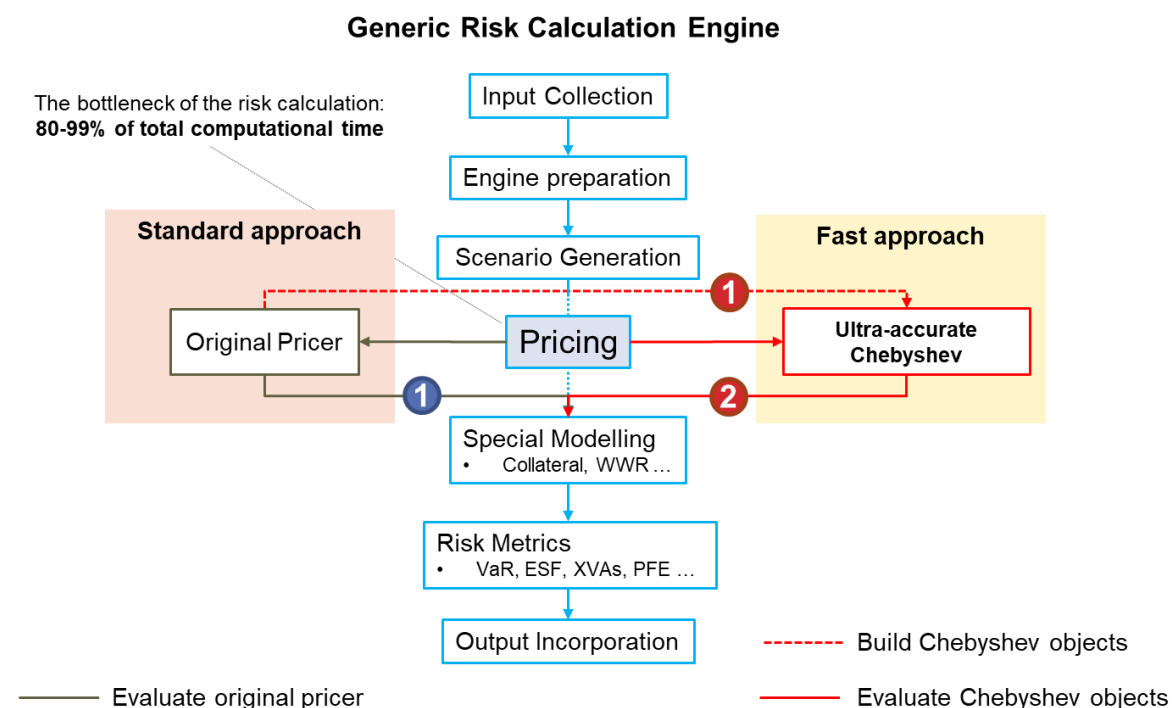 Generic Risk Calculation Engine
Input Collection
The bottleneck of the risk calculation:
80-99% of total computational time
Engine preparation
Standard approach
Fast approach
Scenario Generation
1
Original Pricer
Pricing
Ultra-accurate
Chebyshev
1
2
Special Modelling
• Collateral, WWR ...
Risk Metrics
• VaR, ESF, XVAs, PFE ...
Output Incorporation
Build Chebyshev objects
Evaluate original pricer
Evaluate Chebyshev objects